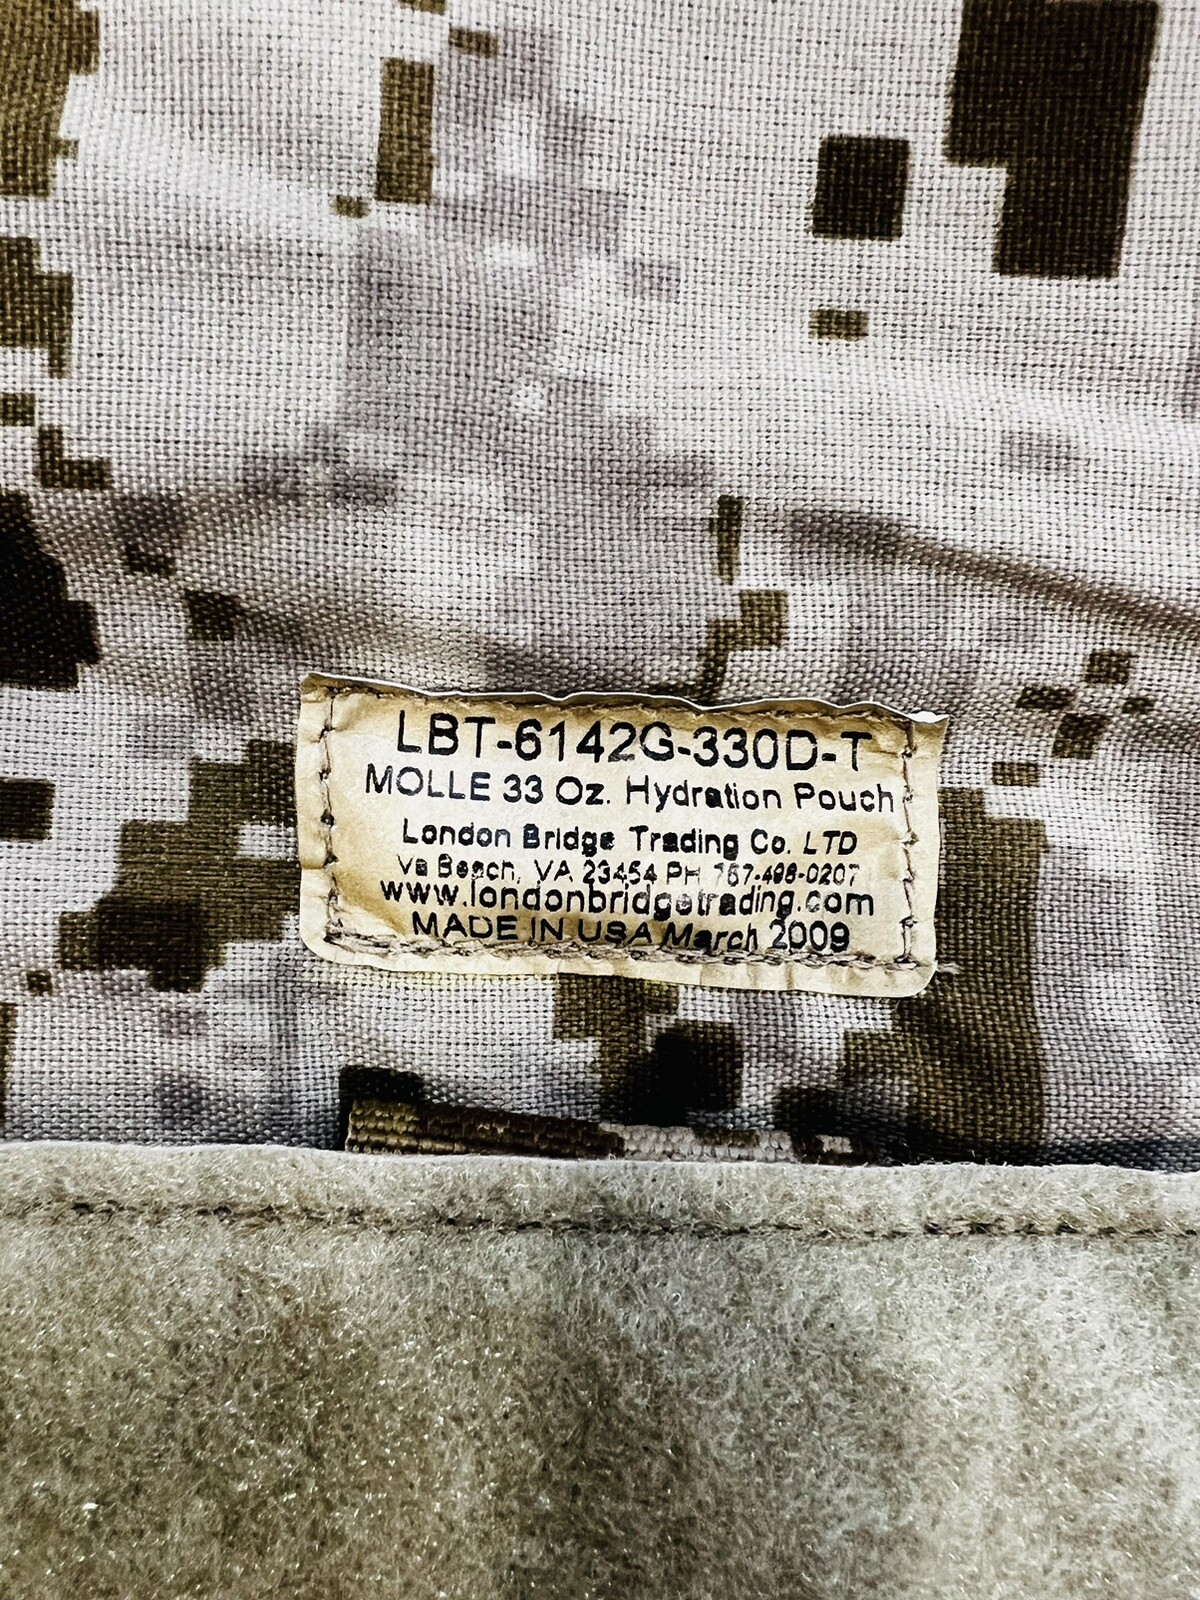 LBT-6142G-330D-T
MOLLE 33 Oz. Hydration Pouch
London Bridge Trading Co. LTD
Va Beach, VA 23454 PH 757-498-0207
www.londonbridgetrading.com
MADE IN USA March 2009